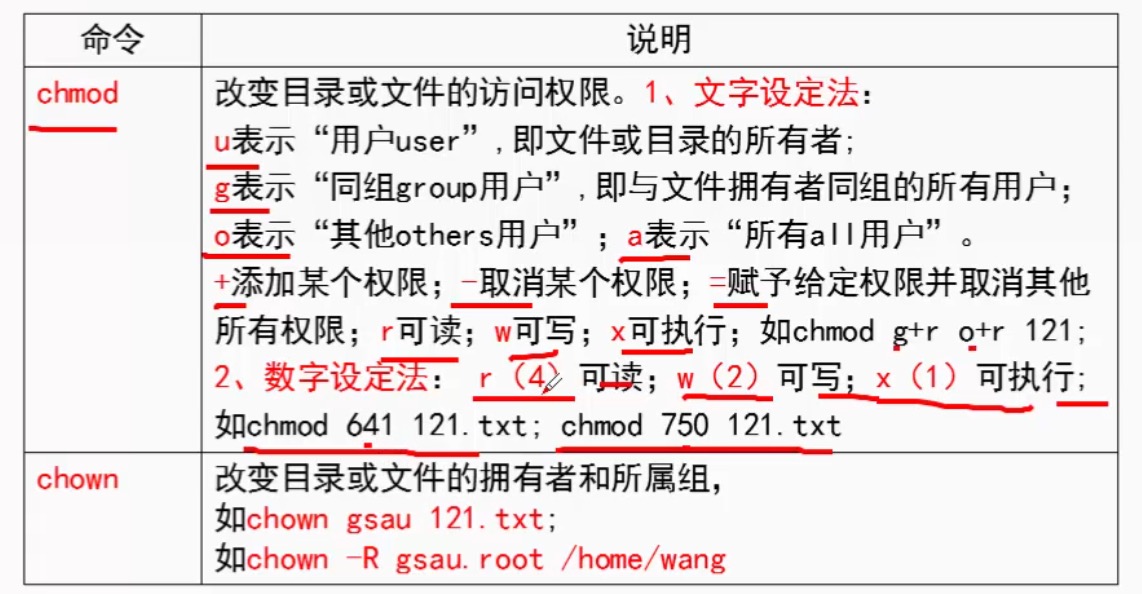 命令
说明
chmod
改变目录或文件的访问权限。1、文字设定法：
u表示“用户user”,即文件或目录的所有者;
g表示“同组group用户”,即与文件拥有者同组的所有用户；
o表示“其他others用户”；a表示“所有all用户”。
+添加某个权限；-取消某个权限；=赋予给定权限并取消其他
所有权限；r可读；w可写；x可执行；如chmod g+r o+r 121;
2、数字设定法： r（4）可读；w（2）可写；x（1）可执行；
如chmod 641 121.txt; chmod 750 121.txt
chown
改变目录或文件的拥有者和所属组，
如chown gsau 121.txt;
如chown -R gsau.root /home/wang